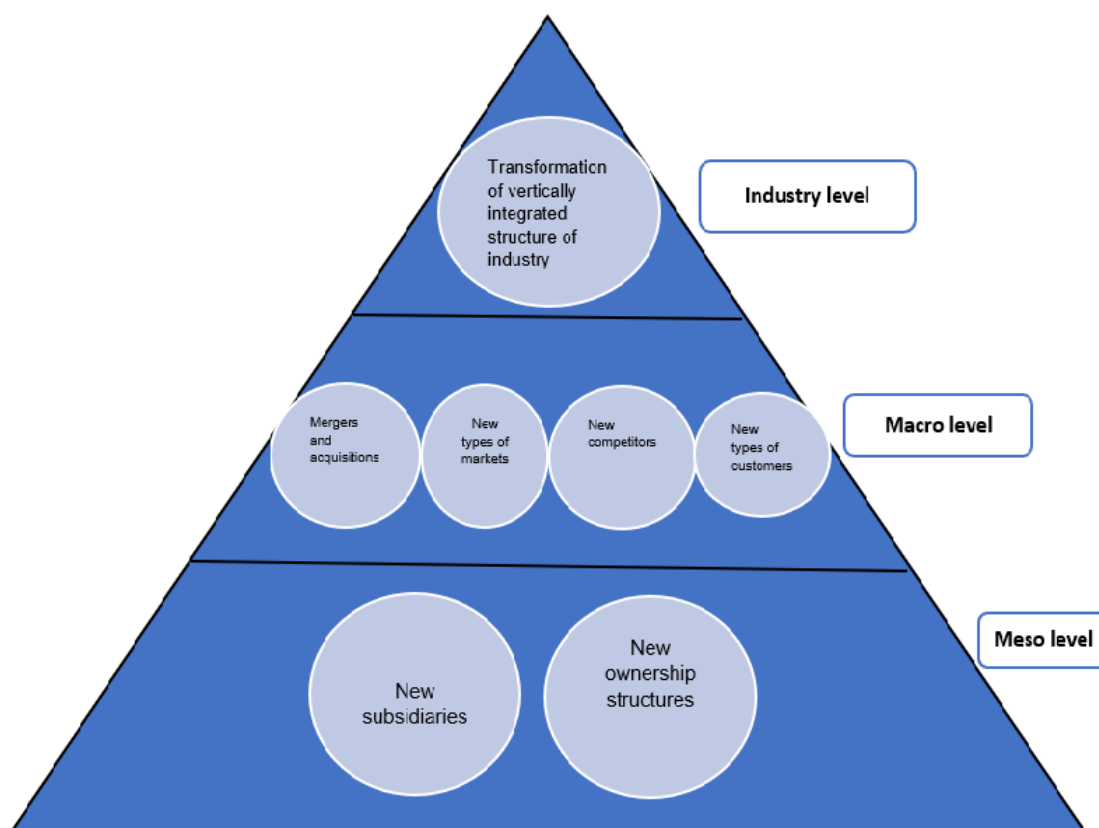 Transformation
of vertically
integrated
structure of
industry
Industry level
Mergers
and
acquisitions
New
types of
markets
New
competitors
New
types of
customers
Macro level
New
subsidiaries
New
ownership
structures
Meso level